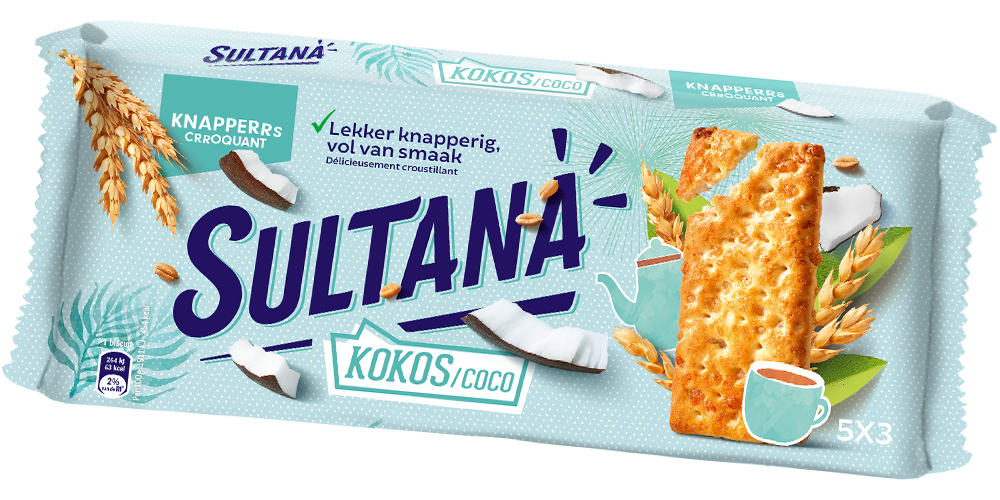 SULTANA
KOKOS/COCO
KNAPPERRS
CRROQUANT
KNAPPERRS
CRROQUANT
✓Lekker knapperig,
vol van smaak
Délicieusement croustillant
SULTANA
KOKOS/COCO
1 biscuit
264 kJ
63 kcal
2%
5X3